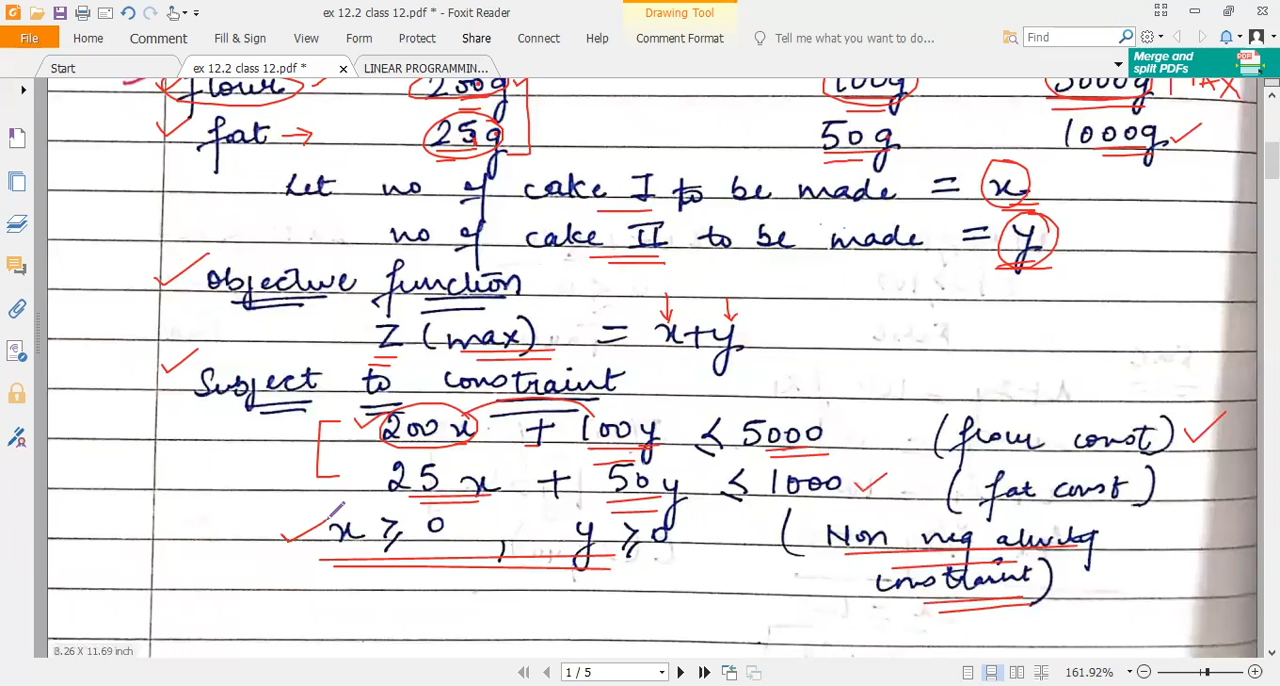 ex 12.2 class 12.pdf * - Foxit Reader
Drawing Tool
File Home Comment Fill & Sign View Form Protect Share Connect Help Comment Format Tell me what you want to do... Find
Start ex 12.2 class 12.pdf * LINEAR PROGRAMMIN...
Merge and split PDFs
flour 200g 100g 5000g MAX
fat → 25g 50g 1000g
Let no of cake I to be made = x
no of cake II to be made = y
Objective function
Z (max) = x+y
Subject to constraint
200x + 100y ≤ 5000 (flour const)
25x + 50y ≤ 1000 (fat const)
x ≥ 0 , y ≥ 0 (Non neg
constraint)
8.26 x 11.69 inch
1 / 5 161.92%